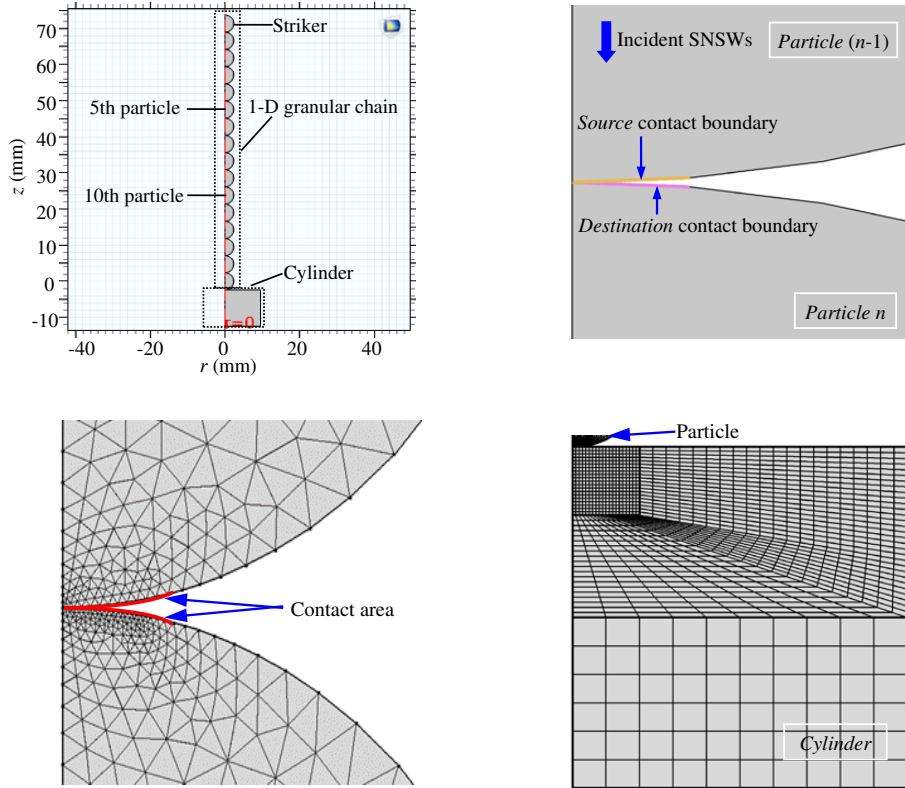 70
60
50
40
30
20
10
0
-10
z (mm)
-40
-20
0
20
40
r (mm)
Striker
5th particle
1-D granular chain
10th particle
Cylinder
r=0
Incident SNSWs
Particle (n-1)
Source contact boundary
Destination contact boundary
Particle n
Contact area
Particle
Cylinder